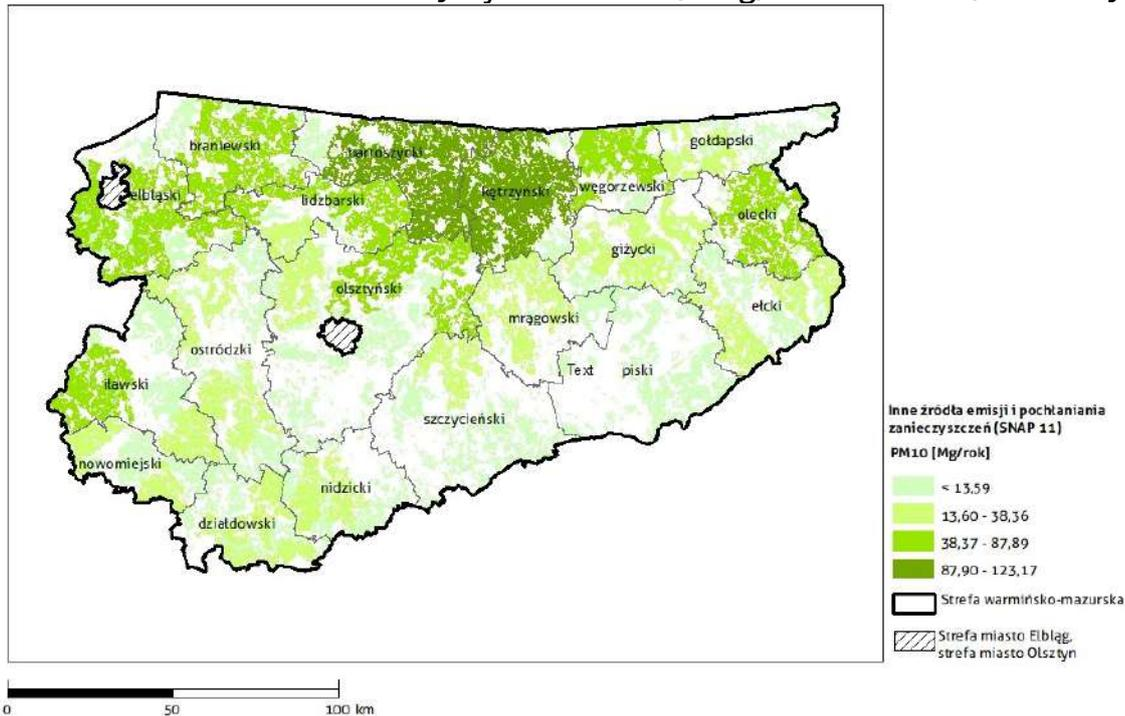 braniewski
gołdapski
bartoszycki
elbląski
kętrzyński
węgorzewski
lidzbarski
olecki
giżycki
olsztyński
ełcki
mrągowski
ostródzki
Text piski
iławski
szczycieński
nowomiejski
nidzicki
działdowski
Inne źródła emisji i pochłaniania
zanieczyszczeń (SNAP 11)
PM10 [Mg/rok]
< 13,59
13,60 - 38,36
38,37 - 87,89
87,90 - 123,17
Strefa warmińsko-mazurska
Strefa miasto Elbląg,
strefa miasto Olsztyn
0 50 100 km